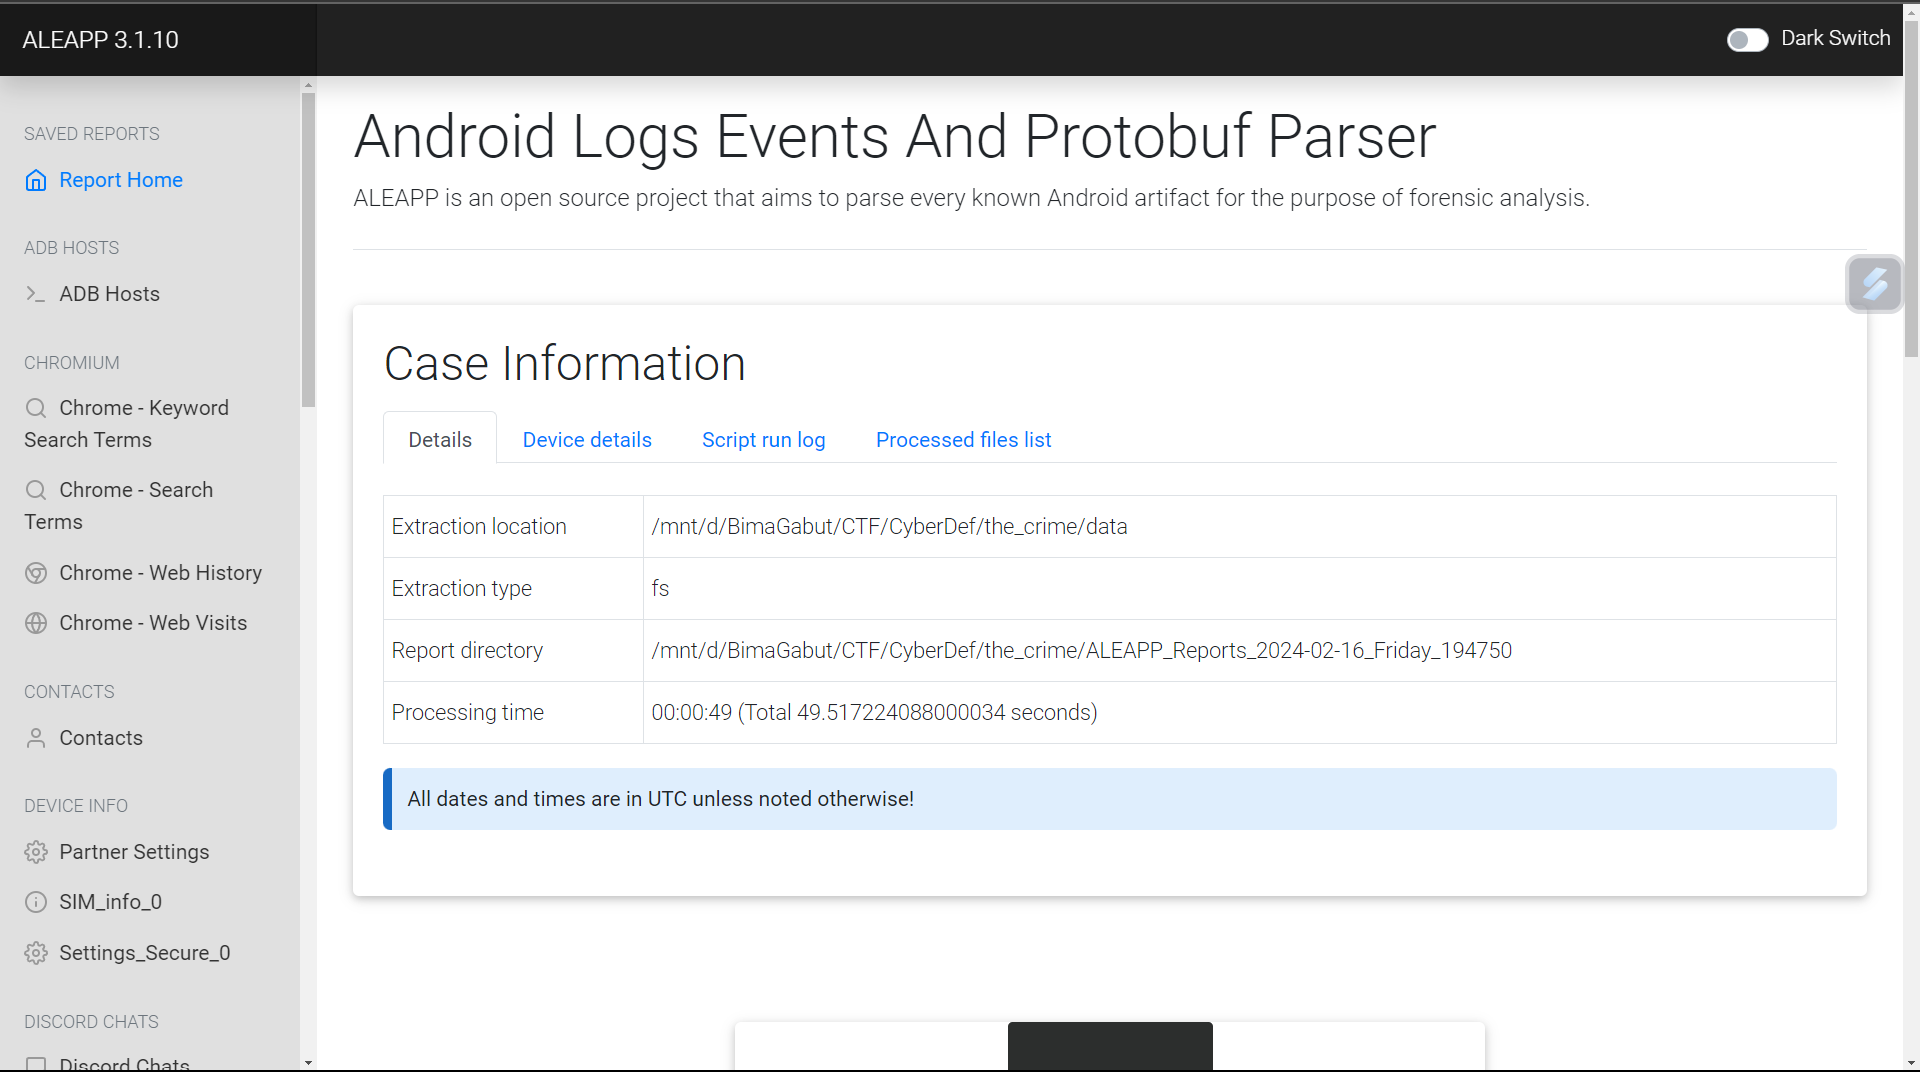 ALEAPP 3.1.10
Dark Switch
SAVED REPORTS
Report Home
ADB HOSTS
ADB Hosts
CHROMIUM
Chrome - Keyword
Search Terms
Chrome - Search
Terms
Chrome - Web History
Chrome - Web Visits
CONTACTS
Contacts
DEVICE INFO
Partner Settings
SIM_info_0
Settings_Secure_0
DISCORD CHATS
Discord Chats
Android Logs Events And Protobuf Parser
ALEAPP is an open source project that aims to parse every known Android artifact for the purpose of forensic analysis.
Case Information
Details Device details Script run log Processed files list
Extraction location /mnt/d/BimaGabut/CTF/CyberDef/the_crime/data
Extraction type fs
Report directory /mnt/d/BimaGabut/CTF/CyberDef/the_crime/ALEAPP_Reports_2024-02-16_Friday_194750
Processing time 00:00:49 (Total 49.517224088000034 seconds)
All dates and times are in UTC unless noted otherwise!